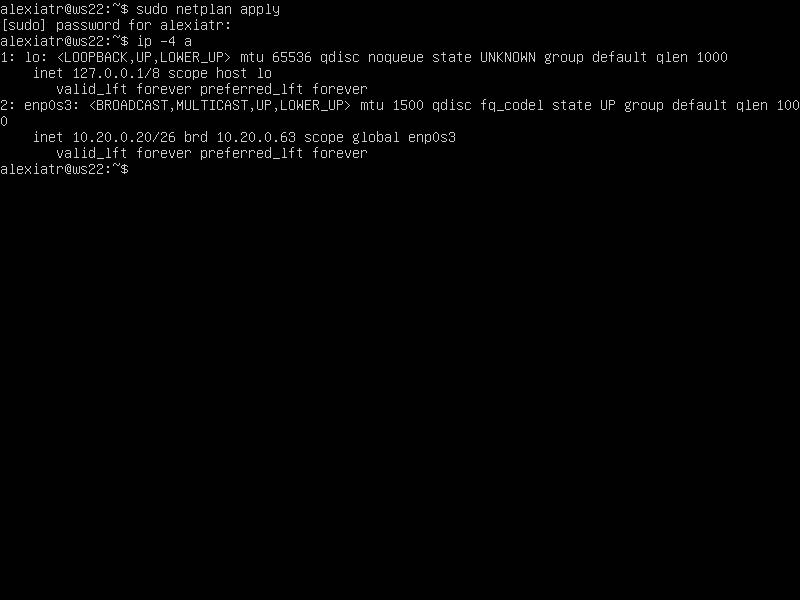 alexiatr@ws22:~$ sudo netplan apply
[sudo] password for alexiatr:
alexiatr@ws22:~$ ip -4 a
1: lo: <LOOPBACK,UP,LOWER_UP> mtu 65536 qdisc noqueue state UNKNOWN group default qlen 1000
    inet 127.0.0.1/8 scope host lo
       valid_lft forever preferred_lft forever
2: enp0s3: <BROADCAST,MULTICAST,UP,LOWER_UP> mtu 1500 qdisc fq_codel state UP group default qlen 100
0
    inet 10.20.0.20/26 brd 10.20.0.63 scope global enp0s3
       valid_lft forever preferred_lft forever
alexiatr@ws22:~$